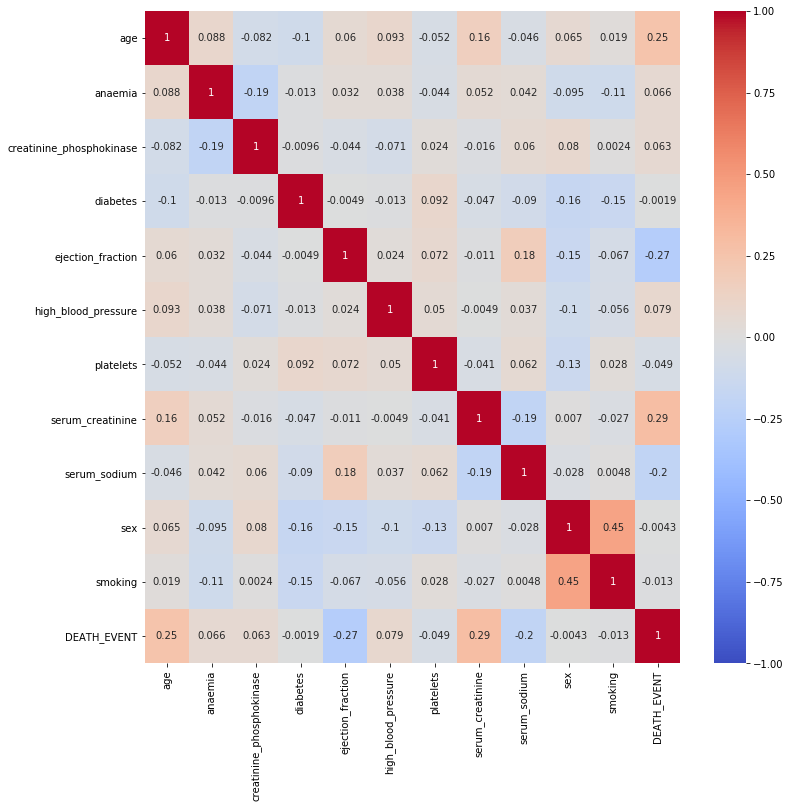 age 1 0.088 -0.082 -0.1 0.06 0.093 -0.052 0.16 -0.046 0.065 0.019 0.25
anaemia 0.088 1 -0.19 -0.013 0.032 0.038 -0.044 0.052 0.042 -0.095 -0.11 0.066
creatinine_phosphokinase -0.082 -0.19 1 -0.0096 -0.044 -0.071 0.024 -0.016 0.06 0.08 0.0024 0.063
diabetes -0.1 -0.013 -0.0096 1 -0.0049 -0.013 0.092 -0.047 -0.09 -0.16 -0.15 -0.0019
ejection_fraction 0.06 0.032 -0.044 -0.0049 1 0.024 0.072 -0.011 0.18 -0.15 -0.067 -0.27
high_blood_pressure 0.093 0.038 -0.071 -0.013 0.024 1 0.05 -0.0049 0.037 -0.1 -0.056 0.079
platelets -0.052 -0.044 0.024 0.092 0.072 0.05 1 -0.041 0.062 -0.13 0.028 -0.049
serum_creatinine 0.16 0.052 -0.016 -0.047 -0.011 -0.0049 -0.041 1 -0.19 0.007 -0.027 0.29
serum_sodium -0.046 0.042 0.06 -0.09 0.18 0.037 0.062 -0.19 1 -0.028 0.0048 -0.2
sex 0.065 -0.095 0.08 -0.16 -0.15 -0.1 -0.13 0.007 -0.028 1 0.45 -0.0043
smoking 0.019 -0.11 0.0024 -0.15 -0.067 -0.056 0.028 -0.027 0.0048 0.45 1 -0.013
DEATH_EVENT 0.25 0.066 0.063 -0.0019 -0.27 0.079 -0.049 0.29 -0.2 -0.0043 -0.013 1
age
anaemia
creatinine_phosphokinase
diabetes
ejection_fraction
high_blood_pressure
platelets
serum_creatinine
serum_sodium
sex
smoking
DEATH_EVENT
1.00
0.75
0.50
0.25
0.00
−0.25
−0.50
−0.75
−1.00